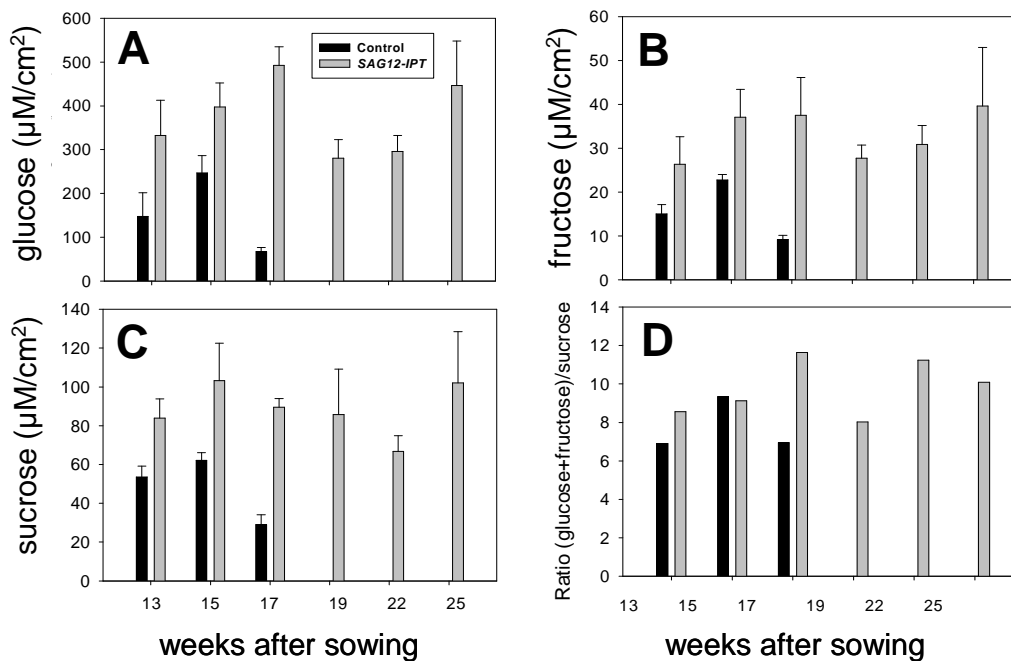 A
Control
SAG12-IPT
glucose (µM/cm²)
600
500
400
300
200
100
0
B
fructose (µM/cm²)
60
50
40
30
20
10
0
C
sucrose (µM/cm²)
140
120
100
80
60
40
20
0
13 15 17 19 22 25
weeks after sowing
D
Ratio (glucose+fructose)/sucrose
14
12
10
8
6
4
2
0
13 15 17 19 22 25
weeks after sowing